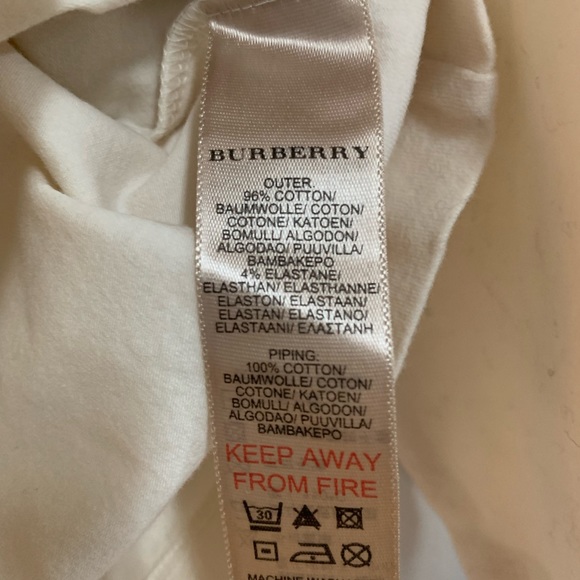 BURBERRY
OUTER
96% COTTON/
BAUMWOLLE/ COTON/
COTONE/ KATOEN/
BOMULL/ ALGODON/
ALGODAO/ PUUVILLA/
BAMBAKEPO
4% ELASTANE/
ELASTHAN/ ELASTHANNE/
ELASTON/ ELASTAAN/
ELASTAN/ ELASTANO/
ELASTAANI/ ΕΛΑΣΤΑΝΗ
PIPING:
100% COTTON/
BAUMWOLLE/ COTON/
COTONE/ KATOEN/
BOMULL/ ALGODON/
ALGODAO/ PUUVILLA/
BAMBAKEPO
KEEP AWAY
FROM FIRE
30
MACHINE